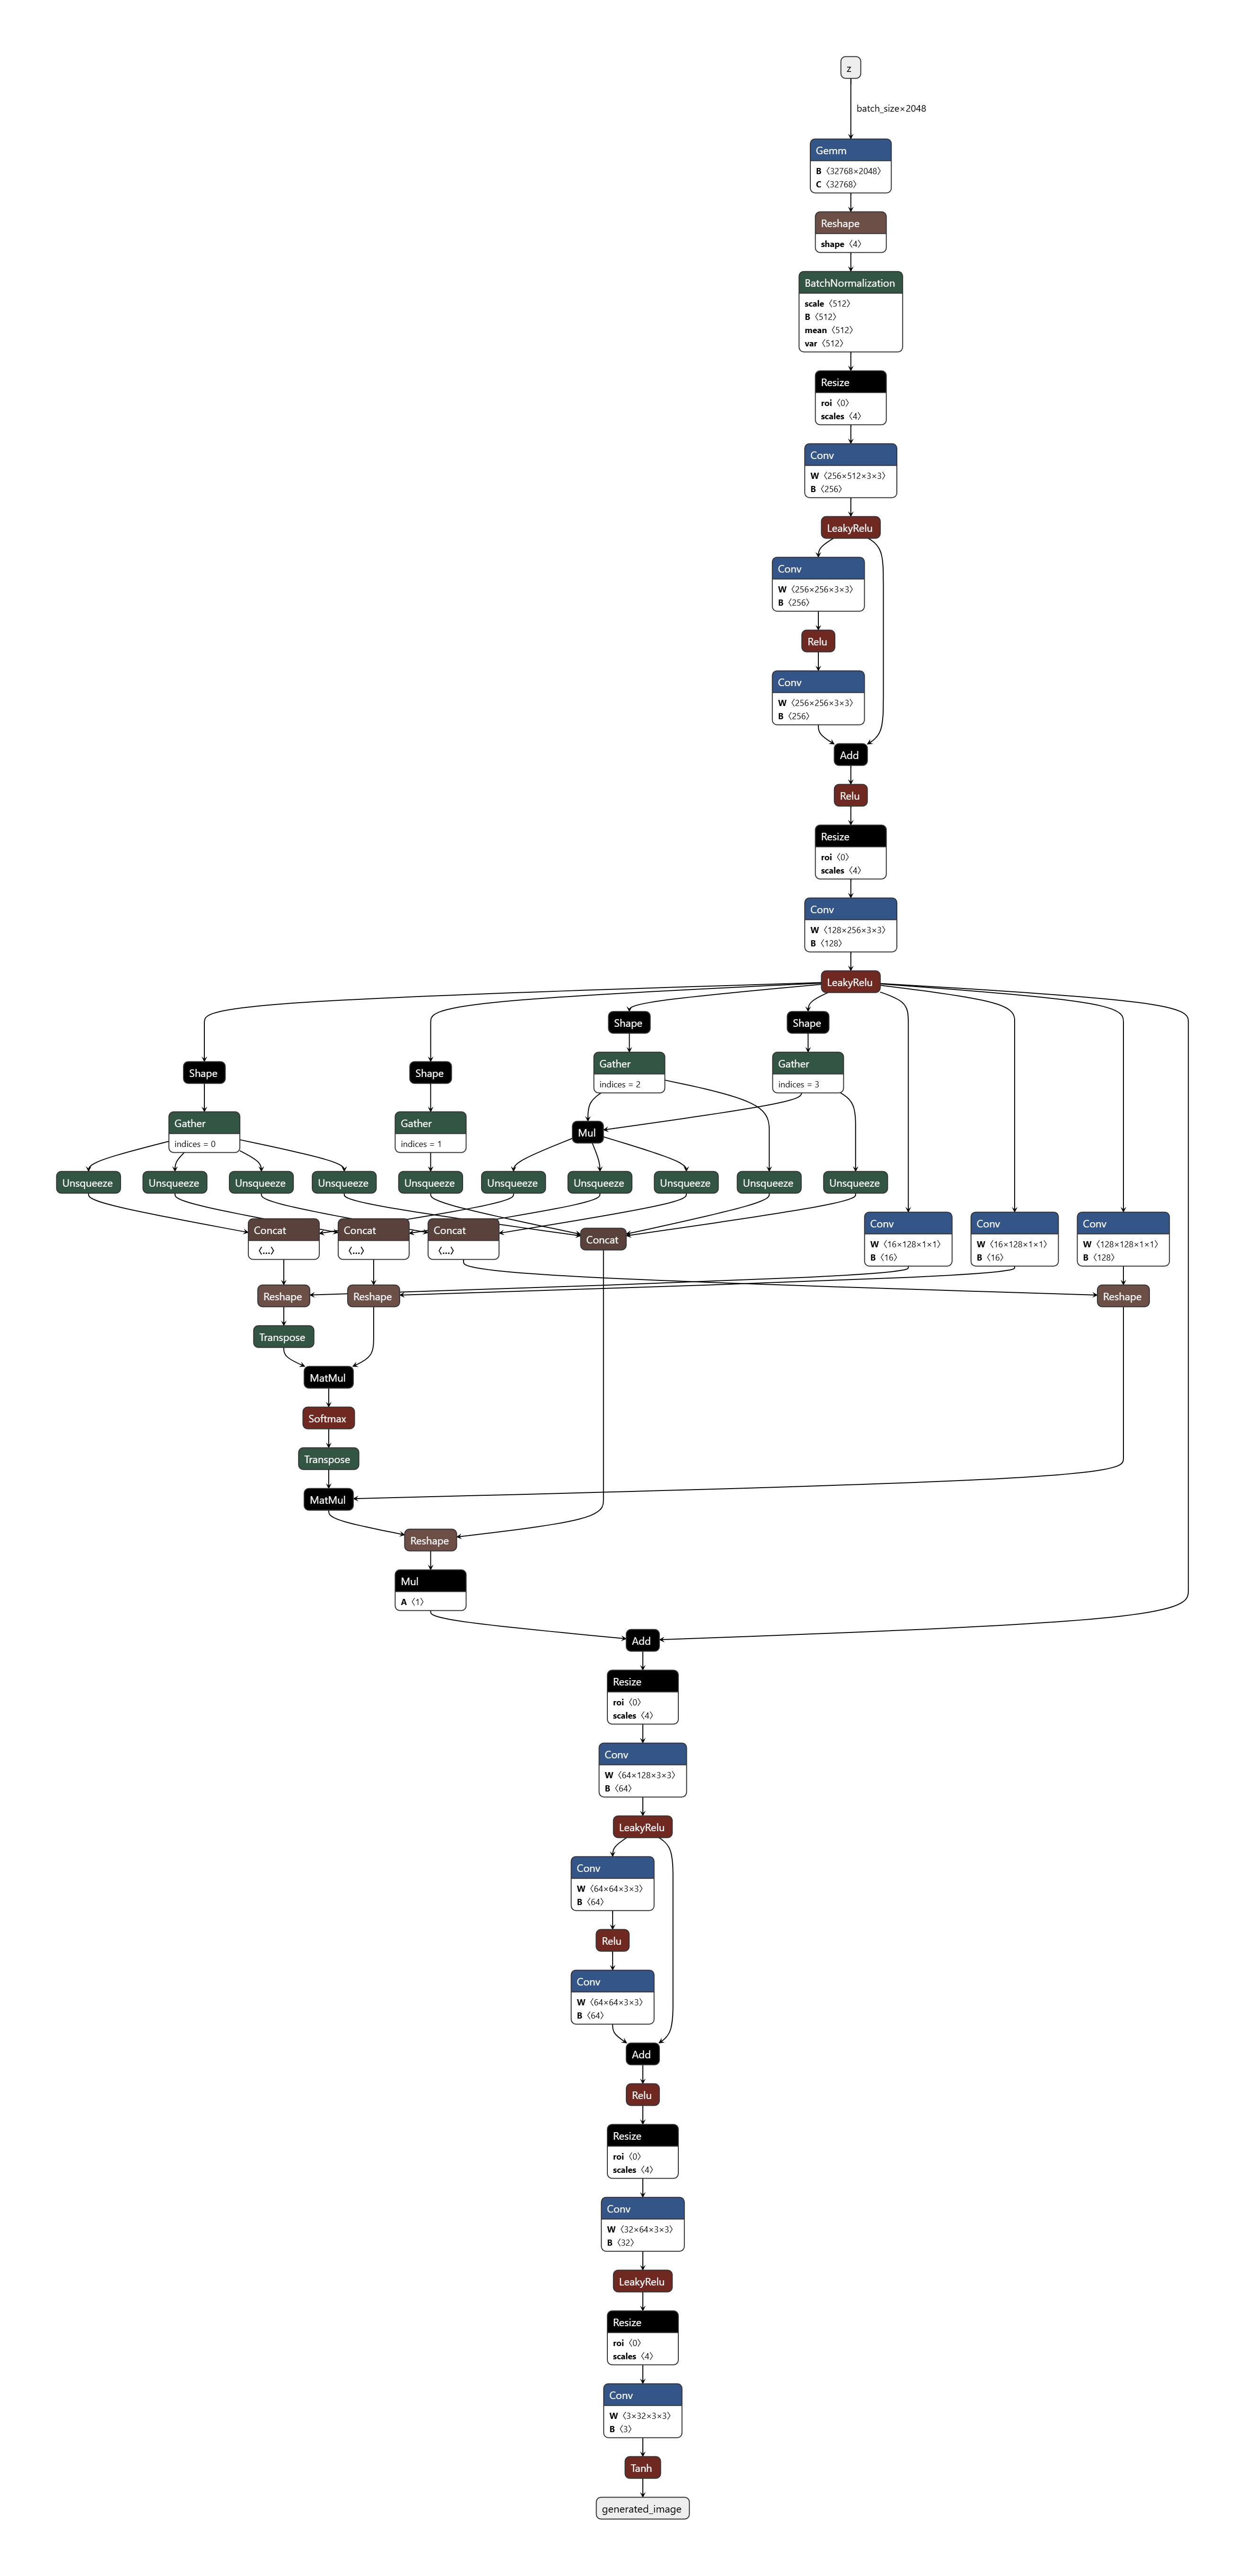 z
batch_size×2048
Gemm
B〈32768×2048〉
C〈32768〉
Reshape
shape〈4〉
BatchNormalization
scale〈512〉
B〈512〉
mean〈512〉
var〈512〉
Resize
roi〈0〉
scales〈4〉
Conv
W〈256×512×3×3〉
B〈256〉
LeakyRelu
Conv
W〈256×256×3×3〉
B〈256〉
Relu
Conv
W〈256×256×3×3〉
B〈256〉
Add
Relu
Resize
roi〈0〉
scales〈4〉
Conv
W〈128×256×3×3〉
B〈128〉
LeakyRelu
Shape
Shape
Gather
indices = 2
Gather
indices = 3
Shape
Shape
Gather
indices = 0
Gather
indices = 1
Mul
Unsqueeze
Unsqueeze
Unsqueeze
Unsqueeze
Unsqueeze
Unsqueeze
Unsqueeze
Unsqueeze
Unsqueeze
Unsqueeze
Concat
〈...〉
Concat
〈...〉
Concat
〈...〉
Concat
Conv
W〈16×128×1×1〉
B〈16〉
Conv
W〈16×128×1×1〉
B〈16〉
Conv
W〈128×128×1×1〉
B〈128〉
Reshape
Reshape
Reshape
Transpose
MatMul
Softmax
Transpose
MatMul
Reshape
Mul
A〈1〉
Add
Resize
roi〈0〉
scales〈4〉
Conv
W〈64×128×3×3〉
B〈64〉
LeakyRelu
Conv
W〈64×64×3×3〉
B〈64〉
Relu
Conv
W〈64×64×3×3〉
B〈64〉
Add
Relu
Resize
roi〈0〉
scales〈4〉
Conv
W〈32×64×3×3〉
B〈32〉
LeakyRelu
Resize
roi〈0〉
scales〈4〉
Conv
W〈3×32×3×3〉
B〈3〉
Tanh
generated_image